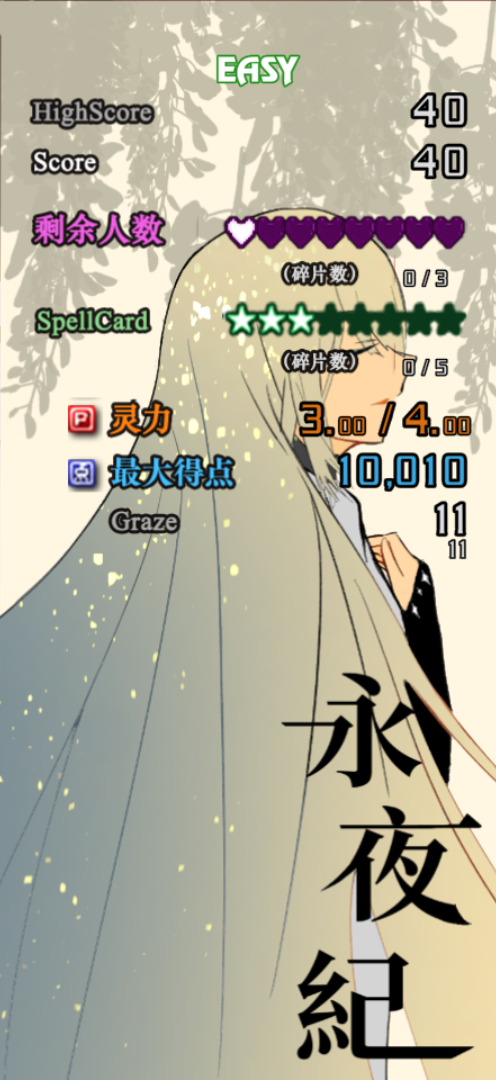 EASY
HighScore 40
Score 40
剩余人数
(碎片数) 0/3
SpellCard
(碎片数) 0/5
P 灵力 3.00/4.00
点 最大得点 10,010
Graze 11
11
永
夜
紀